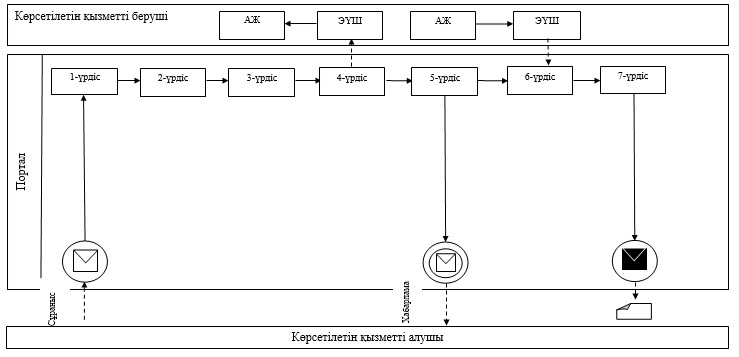 Көрсетілетін қызметті беруші
АЖ
ЭҮШ
АЖ
ЭҮШ
Портал
1-үрдіс
2-үрдіс
3-үрдіс
4-үрдіс
5-үрдіс
6-үрдіс
7-үрдіс
Сұраныс
Хабарлама
Көрсетілетін қызметті алушы